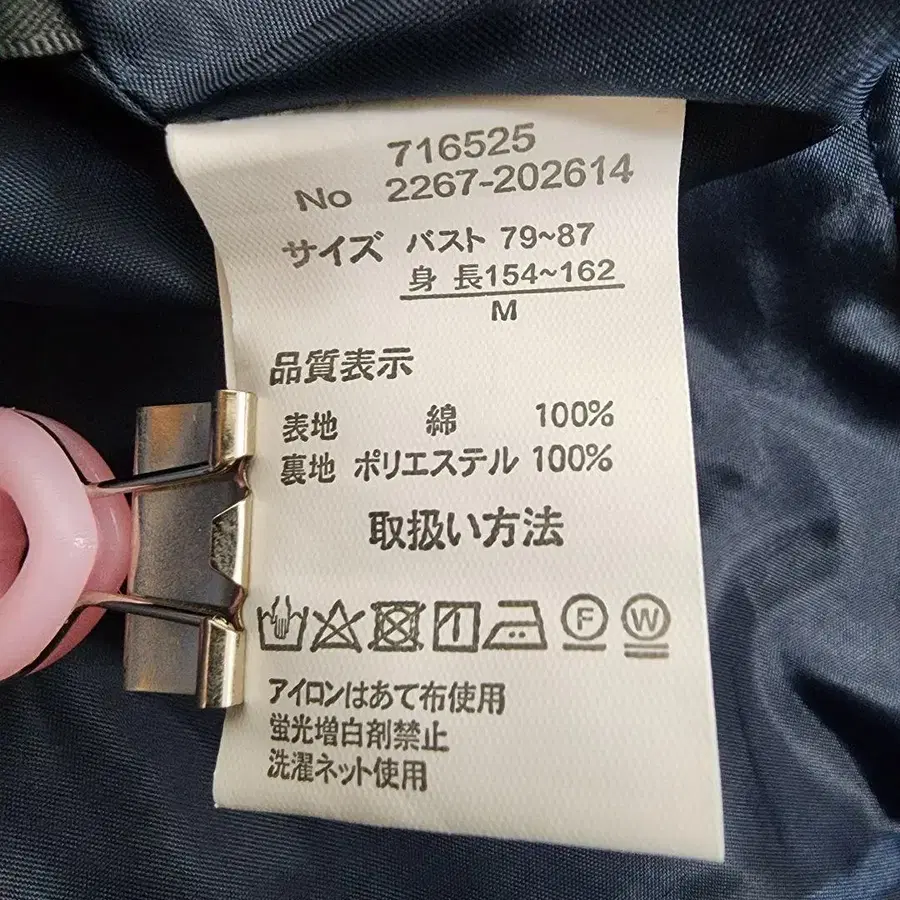 716525
No 2267-202614
サイズ バスト 79~87
身 長154~162
M
品質表示
表地 綿 100%
裏地 ポリエステル 100%
取扱い方法
F W
アイロンはあて布使用
蛍光増白剤禁止
洗濯ネット使用